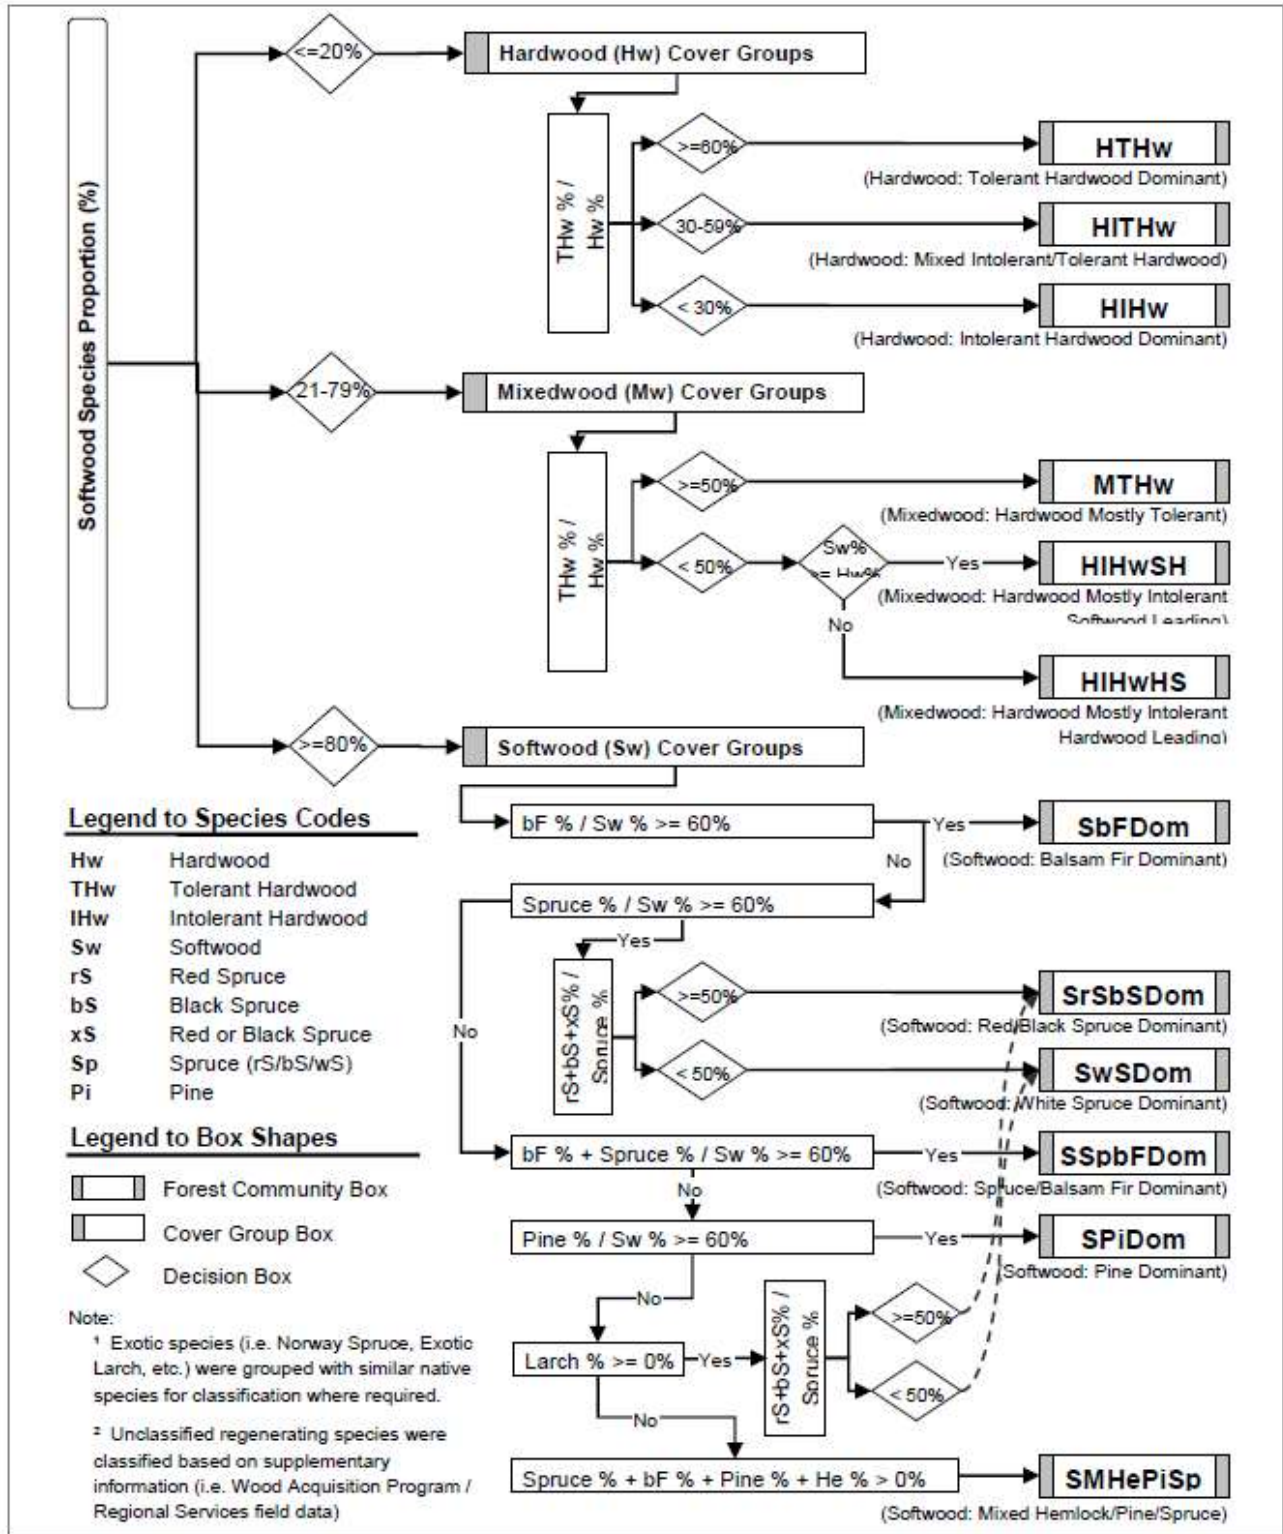 Softwood Species Proportion (%)
<=20%
Hardwood (Hw) Cover Groups
THw % /
Hw %
>=60%
HTHw
(Hardwood: Tolerant Hardwood Dominant)
30-59%
HITHw
(Hardwood: Mixed Intolerant/Tolerant Hardwood)
< 30%
HIHw
(Hardwood: Intolerant Hardwood Dominant)
21-79%
Mixedwood (Mw) Cover Groups
THw % /
Hw %
>=50%
MTHw
(Mixedwood: Hardwood Mostly Tolerant)
< 50%
Sw%
>= Hw%
Yes
HIHwSH
(Mixedwood: Hardwood Mostly Intolerant
Softwood Leading)
No
HIHwHS
(Mixedwood: Hardwood Mostly Intolerant
Hardwood Leading)
>=80%
Softwood (Sw) Cover Groups
bF % / Sw % >= 60%
Yes
SbFDom
(Softwood: Balsam Fir Dominant)
No
Spruce % / Sw % >= 60%
Yes
rS+bS+xS% /
Spruce %
>=50%
SrSbSDom
(Softwood: Red/Black Spruce Dominant)
< 50%
SwSDom
(Softwood: White Spruce Dominant)
No
bF % + Spruce % / Sw % >= 60%
Yes
SSpbFDom
(Softwood: Spruce/Balsam Fir Dominant)
No
Pine % / Sw % >= 60%
Yes
SPiDom
(Softwood: Pine Dominant)
No
Larch % >= 0%
Yes
rS+bS+xS% /
Spruce %
>=50%
< 50%
No
Spruce % + bF % + Pine % + He % > 0%
SMHePiSp
(Softwood: Mixed Hemlock/Pine/Spruce)
Legend to Species Codes
Hw Hardwood
THw Tolerant Hardwood
IHw Intolerant Hardwood
Sw Softwood
rS Red Spruce
bS Black Spruce
xS Red or Black Spruce
Sp Spruce (rS/bS/wS)
Pi Pine
Legend to Box Shapes
Forest Community Box
Cover Group Box
Decision Box
Note:
¹ Exotic species (i.e. Norway Spruce, Exotic
Larch, etc.) were grouped with similar native
species for classification where required.
² Unclassified regenerating species were
classified based on supplementary
information (i.e. Wood Acquisition Program /
Regional Services field data)